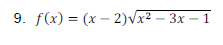 9. f(x) = (x − 2)√x² − 3x − 1